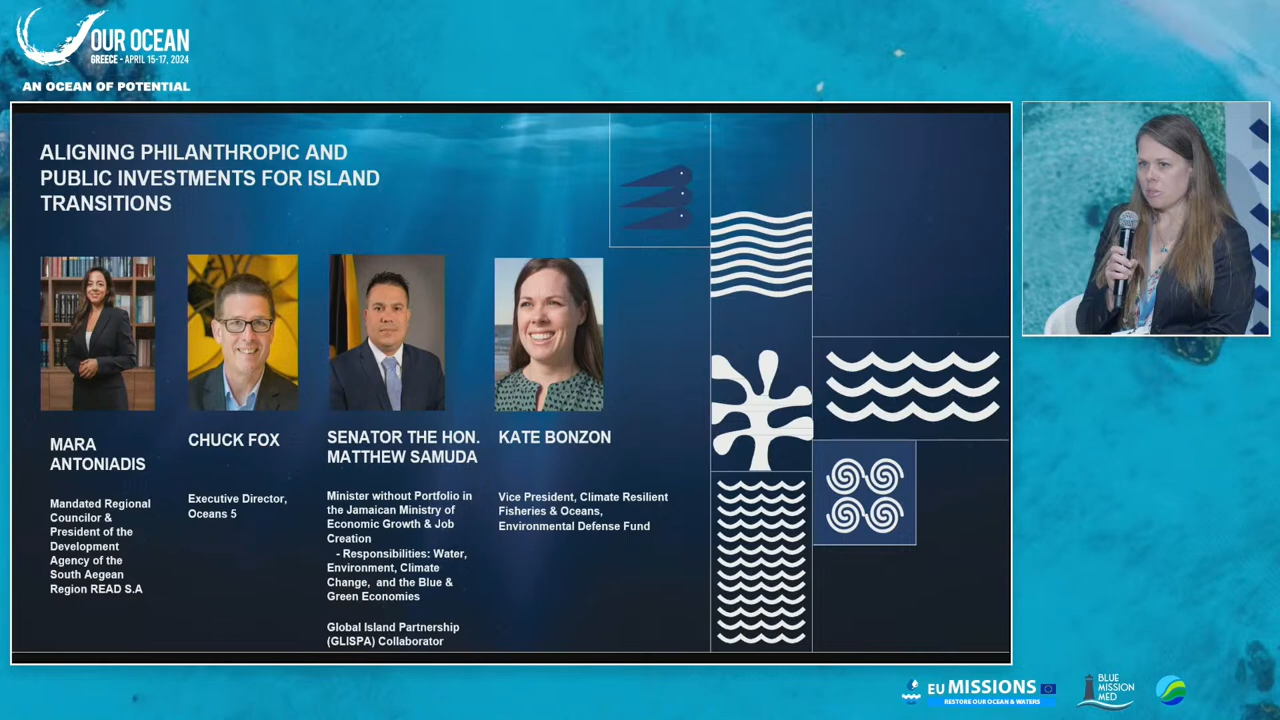 OUR OCEAN
GREECE - APRIL 15-17, 2024
AN OCEAN OF POTENTIAL
ALIGNING PHILANTHROPIC AND
PUBLIC INVESTMENTS FOR ISLAND
TRANSITIONS
MARA
ANTONIADIS
Mandated Regional
Councilor &
President of the
Development
Agency of the
South Aegean
Region READ S.A
CHUCK FOX
Executive Director,
Oceans 5
SENATOR THE HON.
MATTHEW SAMUDA
Minister without Portfolio in
the Jamaican Ministry of
Economic Growth & Job
Creation
- Responsibilities: Water,
Environment, Climate
Change, and the Blue &
Green Economies
Global Island Partnership
(GLISPA) Collaborator
KATE BONZON
Vice President, Climate Resilient
Fisheries & Oceans,
Environmental Defense Fund
EU MISSIONS
RESTORE OUR OCEAN & WATERS
BLUE
MISSION
MED